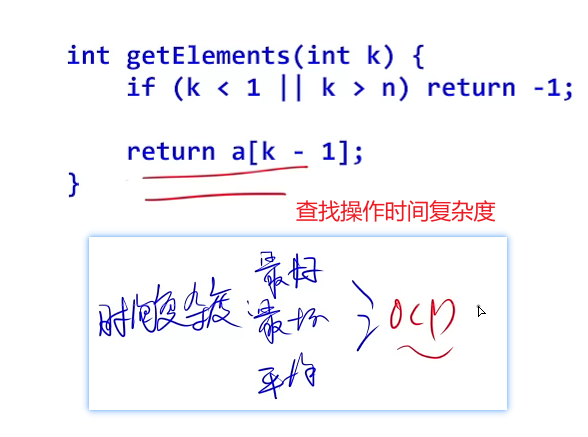 int getElements(int k) {
if (k < 1 || k > n) return -1;
return a[k - 1];
}
查找操作时间复杂度
最好
时间复杂度 最坏 O(1)
平均